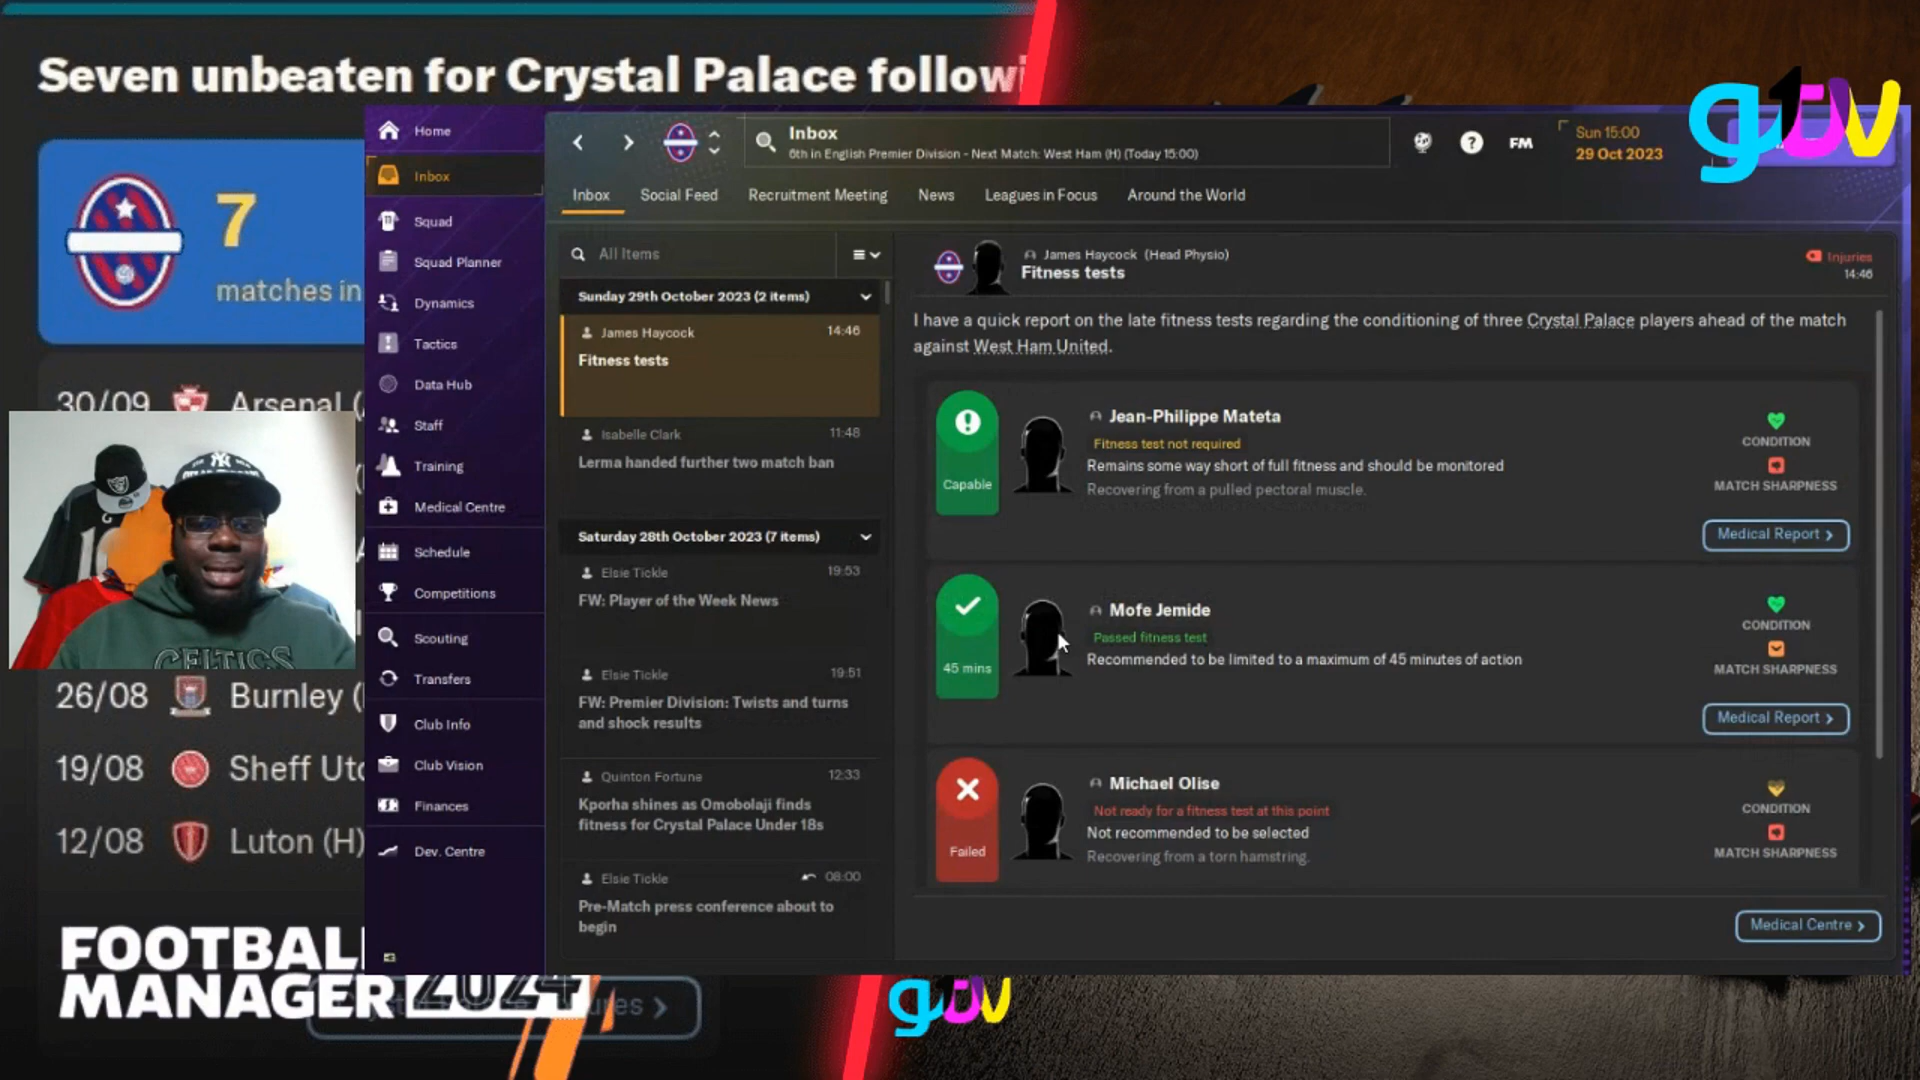 Seven unbeaten for Crystal Palace followi
7
matches in
30/09 Arsenal (
26/08 Burnley (
19/08 Sheff Utd
12/08 Luton (H)
FOOTBALL
MANAGER 2024
gtv
NY
CELTICS
Home
Inbox
Squad
Squad Planner
Dynamics
Tactics
Data Hub
Staff
Training
Medical Centre
Schedule
Competitions
Scouting
Transfers
Club Info
Club Vision
Finances
Dev. Centre
Inbox
6th in English Premier Division - Next Match: West Ham (H) (Today 15:00)
FM
Sun 15:00
29 Oct 2023
gtv
Inbox Social Feed Recruitment Meeting News Leagues in Focus Around the World
All Items
Sunday 29th October 2023 (2 items)
James Haycock 14:46
Fitness tests
Isabelle Clark 11:48
Lerma handed further two match ban
Saturday 28th October 2023 (7 items)
Elsie Tickle 19:53
FW: Player of the Week News
Elsie Tickle 19:51
FW: Premier Division: Twists and turns
and shock results
Quinton Fortune 12:33
Kporha shines as Omobolaji finds
fitness for Crystal Palace Under 18s
Elsie Tickle 08:00
Pre-Match press conference about to
begin
James Haycock (Head Physio)
Fitness tests
Injuries
14:46
I have a quick report on the late fitness tests regarding the conditioning of three Crystal Palace players ahead of the match
against West Ham United.
Capable
Jean-Philippe Mateta
Fitness test not required
Remains some way short of full fitness and should be monitored
Recovering from a pulled pectoral muscle.
CONDITION
MATCH SHARPNESS
Medical Report
45 mins
Mofe Jemide
Passed fitness test
Recommended to be limited to a maximum of 45 minutes of action
CONDITION
MATCH SHARPNESS
Medical Report
Failed
Michael Olise
Not ready for a fitness test at this point
Not recommended to be selected
Recovering from a torn hamstring.
CONDITION
MATCH SHARPNESS
Medical Centre